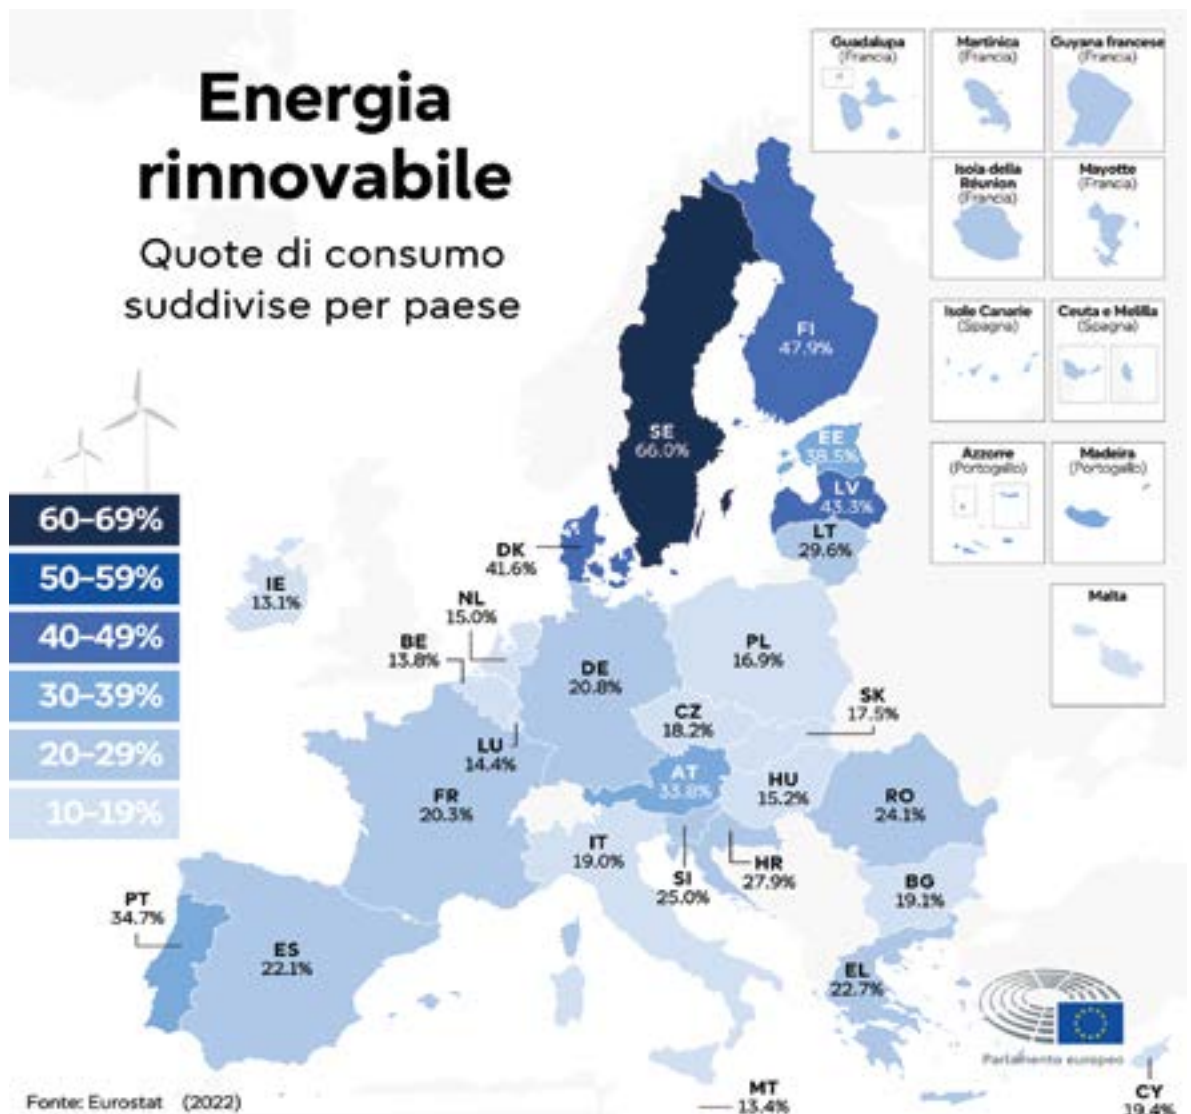 Energia
rinnovabile
Quote di consumo
suddivise per paese
Guadalupa
(Francia)
Martinica
(Francia)
Guyana francese
(Francia)
Isola della
Réunion
(Francia)
Mayotte
(Francia)
Isole Canarie
(Spagna)
Ceuta e Melilla
(Spagna)
Azzorre
(Portogallo)
Madeira
(Portogallo)
Malta
60-69%
50-59%
40-49%
30-39%
20-29%
10-19%
FI
47.9%
SE
66.0%
EE
38.5%
LV
43.3%
LT
29.6%
DK
41.6%
IE
13.1%
NL
15.0%
BE
13.8%
PL
16.9%
DE
20.8%
SK
17.5%
CZ
18.2%
LU
14.4%
AT
33.8%
HU
15.2%
FR
20.3%
RO
24.1%
IT
19.0%
SI
25.0%
HR
27.9%
BG
19.1%
PT
34.7%
ES
22.1%
EL
22.7%
Parlamento europeo
MT
13.4%
CY
19.4%
Fonte: Eurostat (2022)